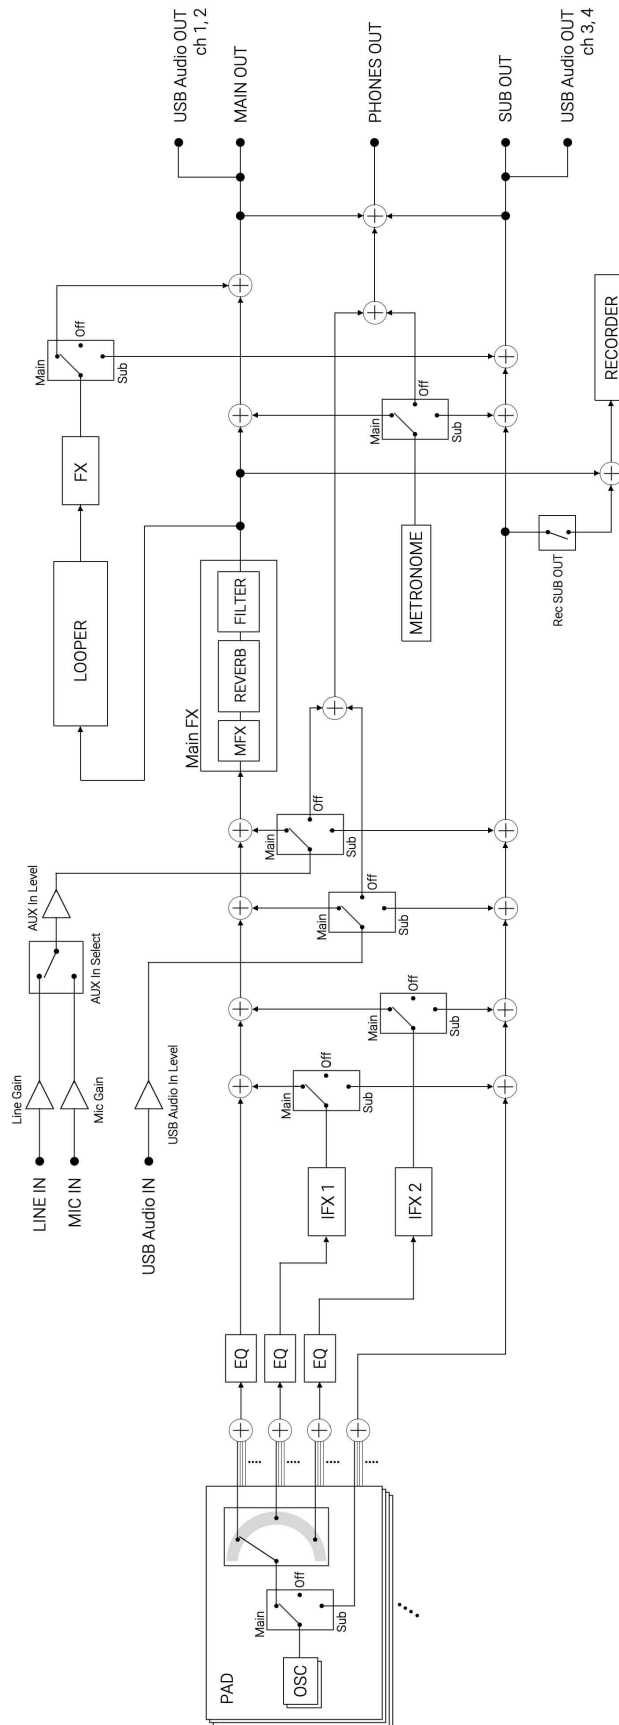 USB Audio OUT
ch 1, 2
MAIN OUT
PHONES OUT
SUB OUT
USB Audio OUT
ch 3, 4
Main
Off
Sub
FX
LOOPER
Main
Off
Sub
METRONOME
RECORDER
Rec SUB OUT
Main FX
MFX
REVERB
FILTER
Main
Off
Sub
Main
Off
Sub
Main
Off
Sub
Main
Off
Sub
AUX In Level
AUX In Select
Line Gain
Mic Gain
USB Audio In Level
LINE IN
MIC IN
USB Audio IN
IFX 1
IFX 2
EQ
EQ
EQ
PAD
OSC
Main
Off
Sub